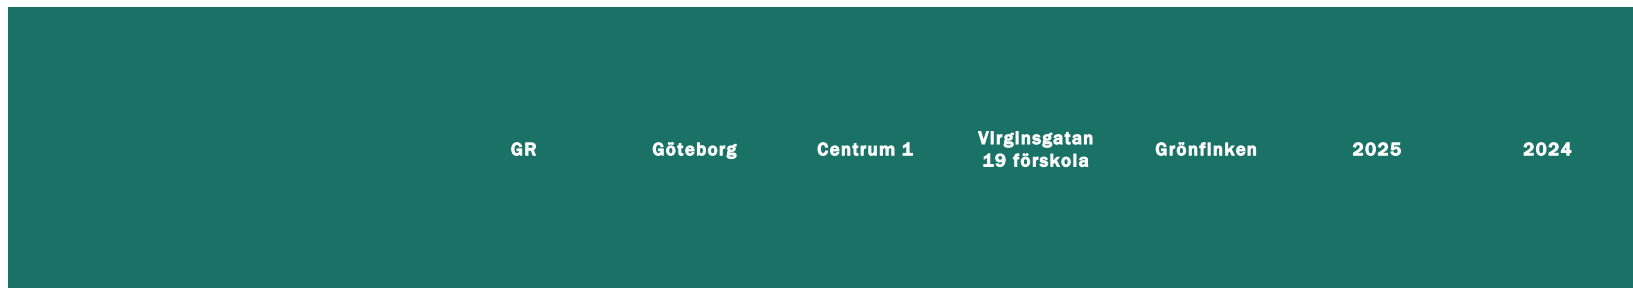 GR
Göteborg
Centrum 1
Virginsgatan
19 förskola
Grönfinken
2025
2024